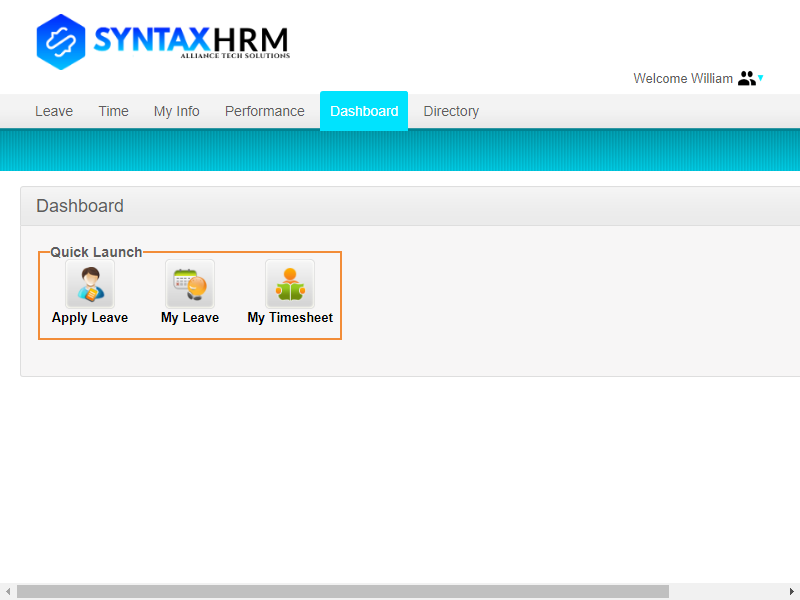 SYNTAXHRM
ALLIANCE TECH SOLUTIONS
Welcome William
Leave Time My Info Performance Dashboard Directory
Dashboard
Quick Launch
Apply Leave My Leave My Timesheet